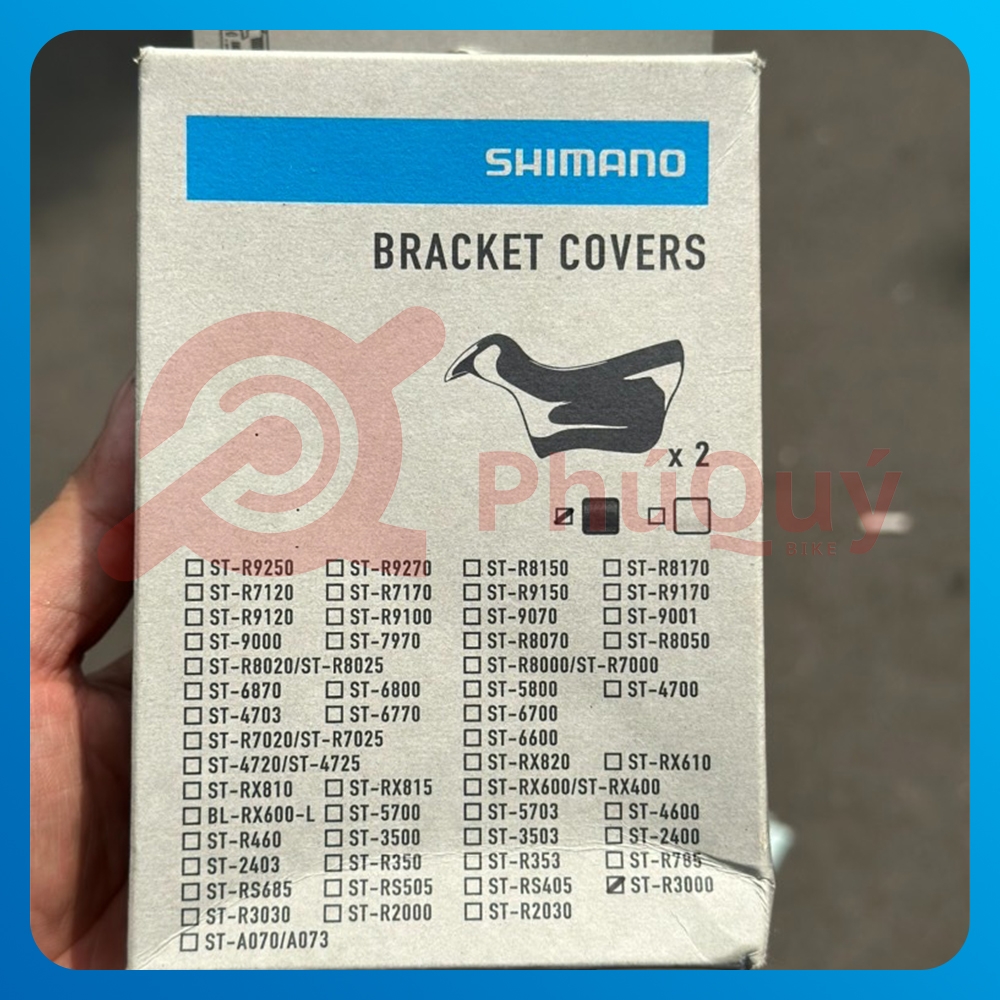 SHIMANO
BRACKET COVERS
x 2
PhúQuý
BIKE
☐ ST-R9250 ☐ ST-R9270 ☐ ST-R8150 ☐ ST-R8170
☐ ST-R7120 ☐ ST-R7170 ☐ ST-R9150 ☐ ST-R9170
☐ ST-R9120 ☐ ST-R9100 ☐ ST-9070 ☐ ST-9001
☐ ST-9000 ☐ ST-7970 ☐ ST-R8070 ☐ ST-R8050
☐ ST-R8020/ST-R8025 ☐ ST-R8000/ST-R7000
☐ ST-6870 ☐ ST-6800 ☐ ST-5800 ☐ ST-4700
☐ ST-4703 ☐ ST-6770 ☐ ST-6700
☐ ST-R7020/ST-R7025 ☐ ST-6600
☐ ST-4720/ST-4725 ☐ ST-RX820 ☐ ST-RX610
☐ ST-RX810 ☐ ST-RX815 ☐ ST-RX600/ST-RX400
☐ BL-RX600-L ☐ ST-5700 ☐ ST-5703 ☐ ST-4600
☐ ST-R460 ☐ ST-3500 ☐ ST-3503 ☐ ST-2400
☐ ST-2403 ☐ ST-R350 ☐ ST-R353 ☐ ST-R785
☐ ST-RS685 ☐ ST-RS505 ☐ ST-RS405 ☑ ST-R3000
☐ ST-R3030 ☐ ST-R2000 ☐ ST-R2030
☐ ST-A070/A073